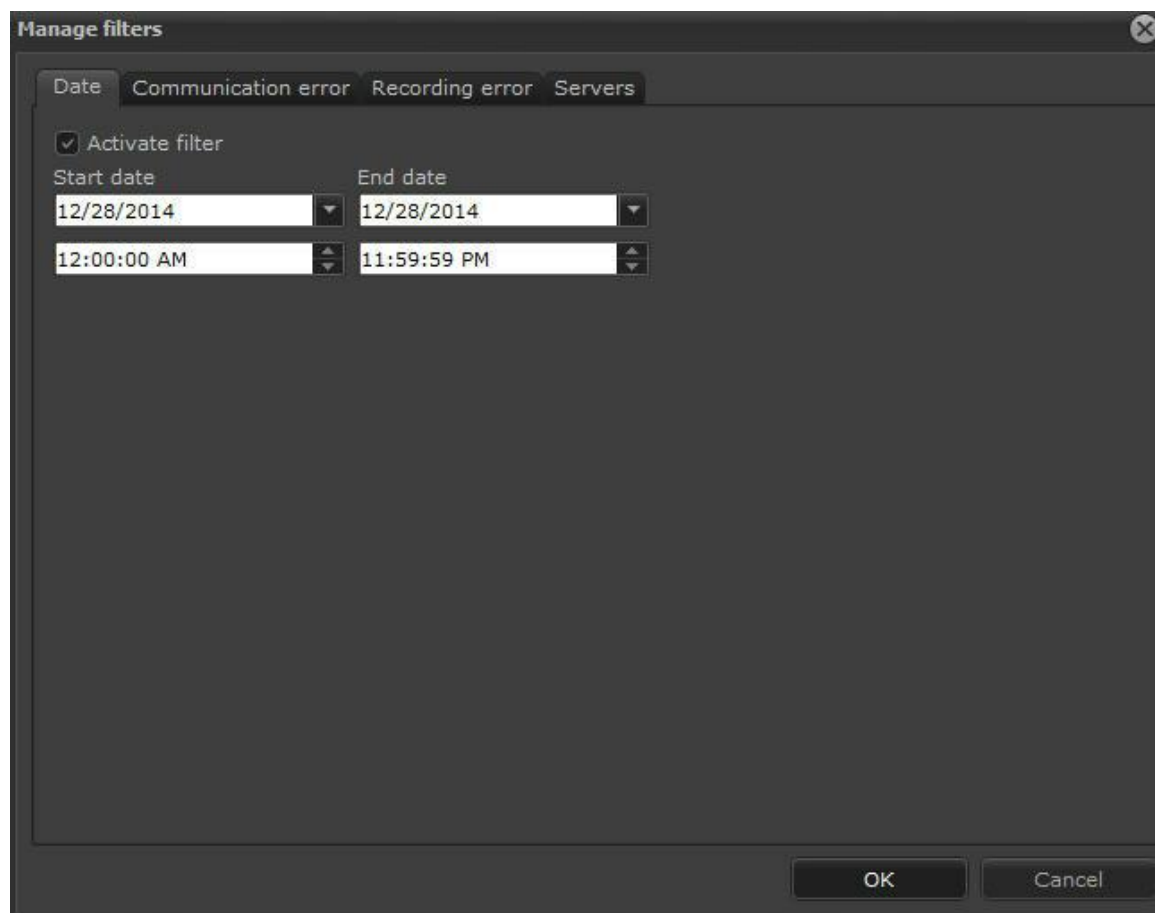 Manage filters
Date Communication error Recording error Servers
Activate filter
Start date End date
12/28/2014 12/28/2014
12:00:00 AM 11:59:59 PM
OK Cancel